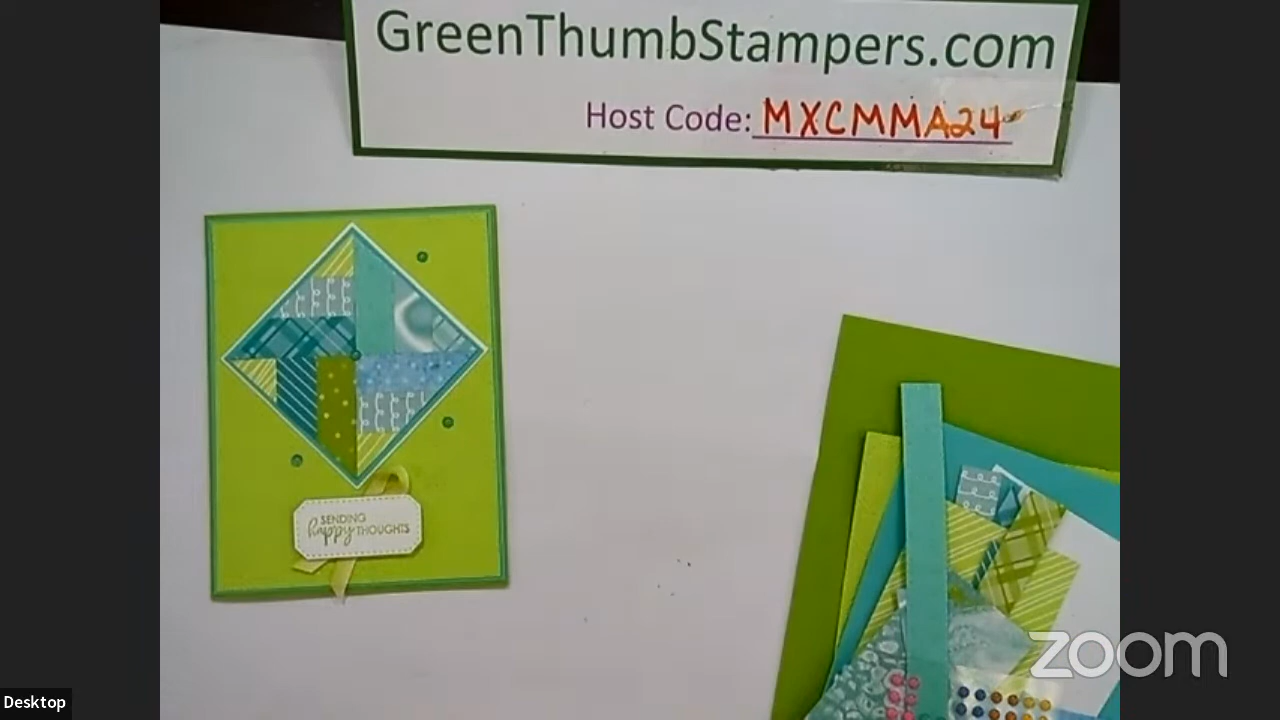 GreenThumbStampers.com
Host Code: MXCMMA24
SENDING
happy THOUGHTS
zoom
Desktop